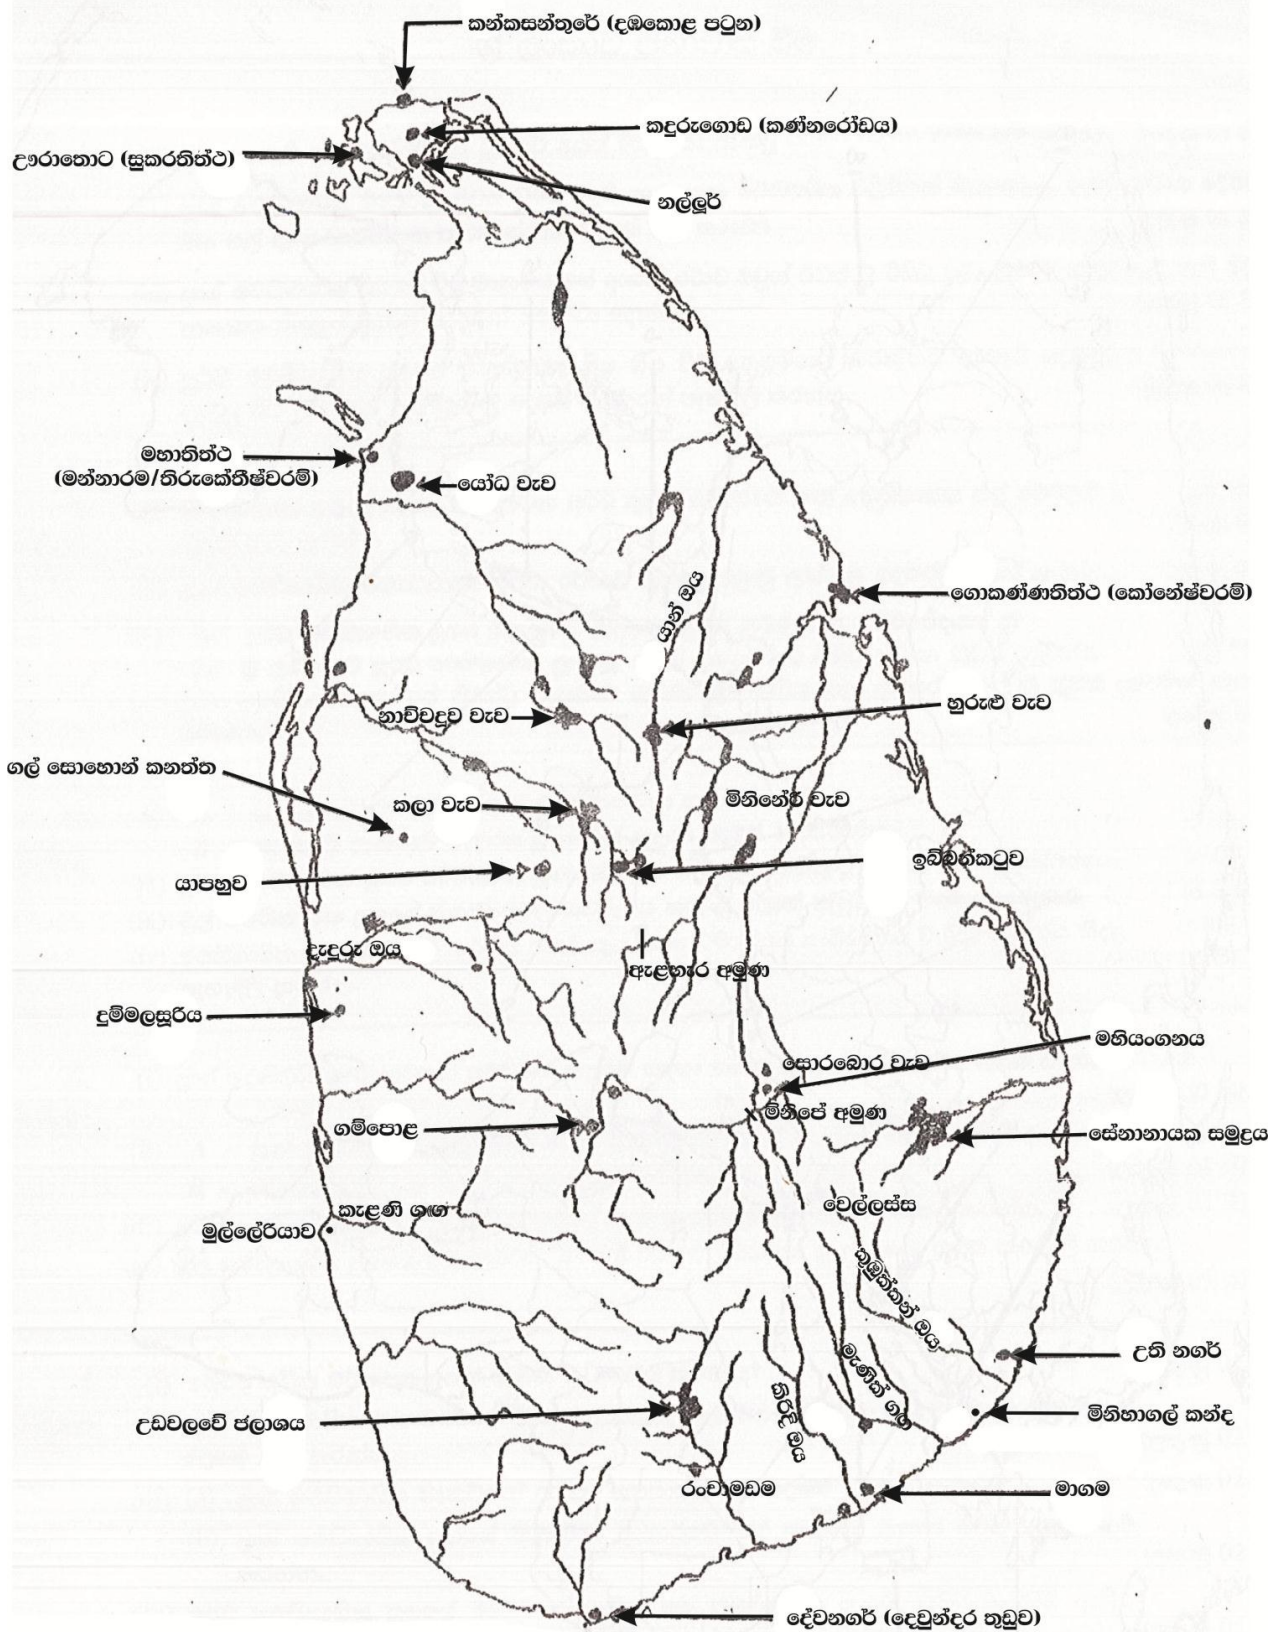 කන්කසන්තුරේ (දඹකොළ පටුන)
කදුරුගොඩ (කණ්නරෝඩය)
ඌරාතොට (සූකරතිත්ථ)
නල්ලූර්
මහාතිත්ථ
(මන්නාරම/තිරුකේතීෂ්වරම්)
යෝධ වැව
ගොකණ්ණතිත්ථ (කෝනේෂ්වරම්)
යාන් ඔය
හුරුළු වැව
නාච්චදූව වැව
ගල් සොහොන් කනත්ත
කලා වැව
මින්නේරි වැව
ඉබ්බන්කටුව
යාපහුව
දැදුරු ඔය
ඇළහැර අමුණ
දුම්මලසූරිය
මහියංගනය
සොරබොර වැව
මිනිපේ අමුණ
ගම්පොළ
සේනානායක සමුද්‍රය
වෙල්ලස්ස
කැළණි ගඟ
මුල්ලේරියාව
කුඹුක්කන් ඔය
උති නගර්
මැණික් ගඟ
කිරිඳි ඔය
මිනිහාගල් කන්ද
උඩවලවේ ජලාශය
රංචාමඩම
මාගම
දේවනගර් (දෙවුන්දර තුඩුව)